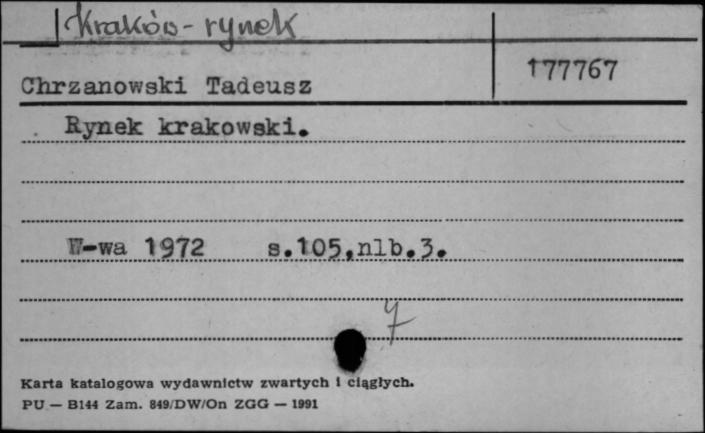 Kraków - rynek
177767
Chrzanowski Tadeusz
Rynek krakowski.
W-wa 1972 s.105,nlb.3.
7
Karta katalogowa wydawnictw zwartych i ciągłych.
PU — B144 Zam. 849/DW/On ZGG — 1991